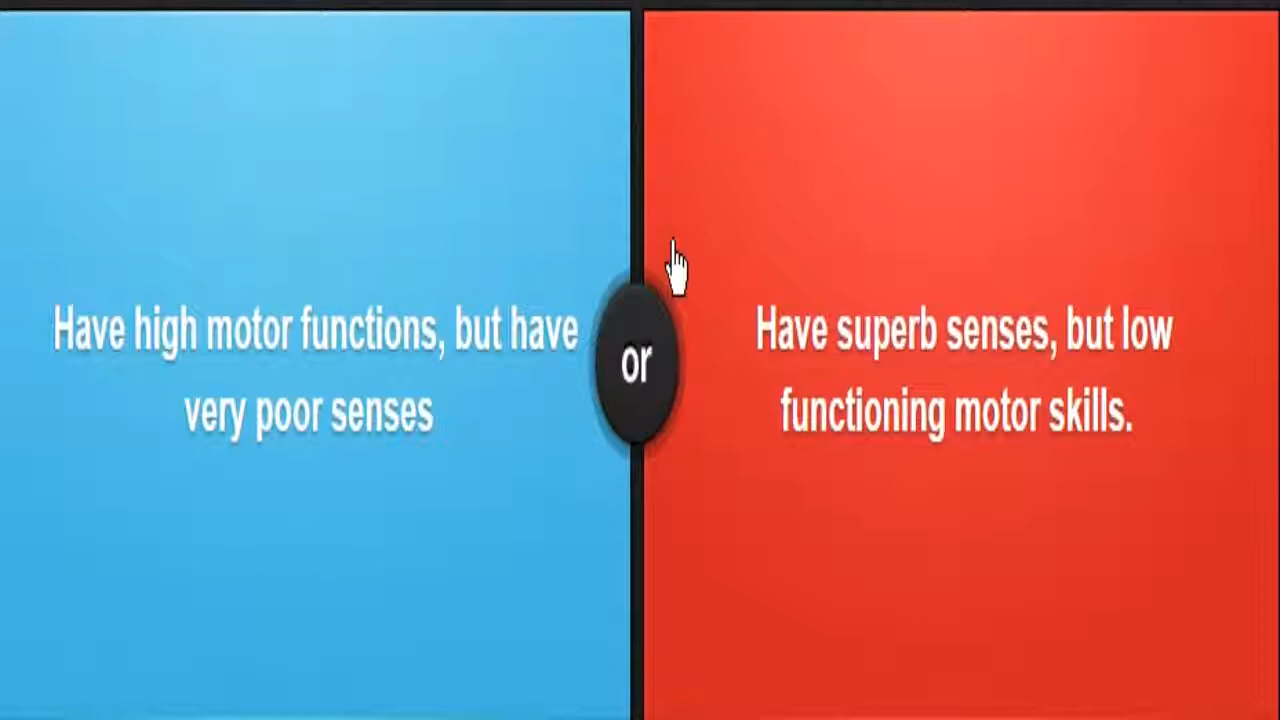 Have high motor functions, but have
very poor senses
or
Have superb senses, but low
functioning motor skills.